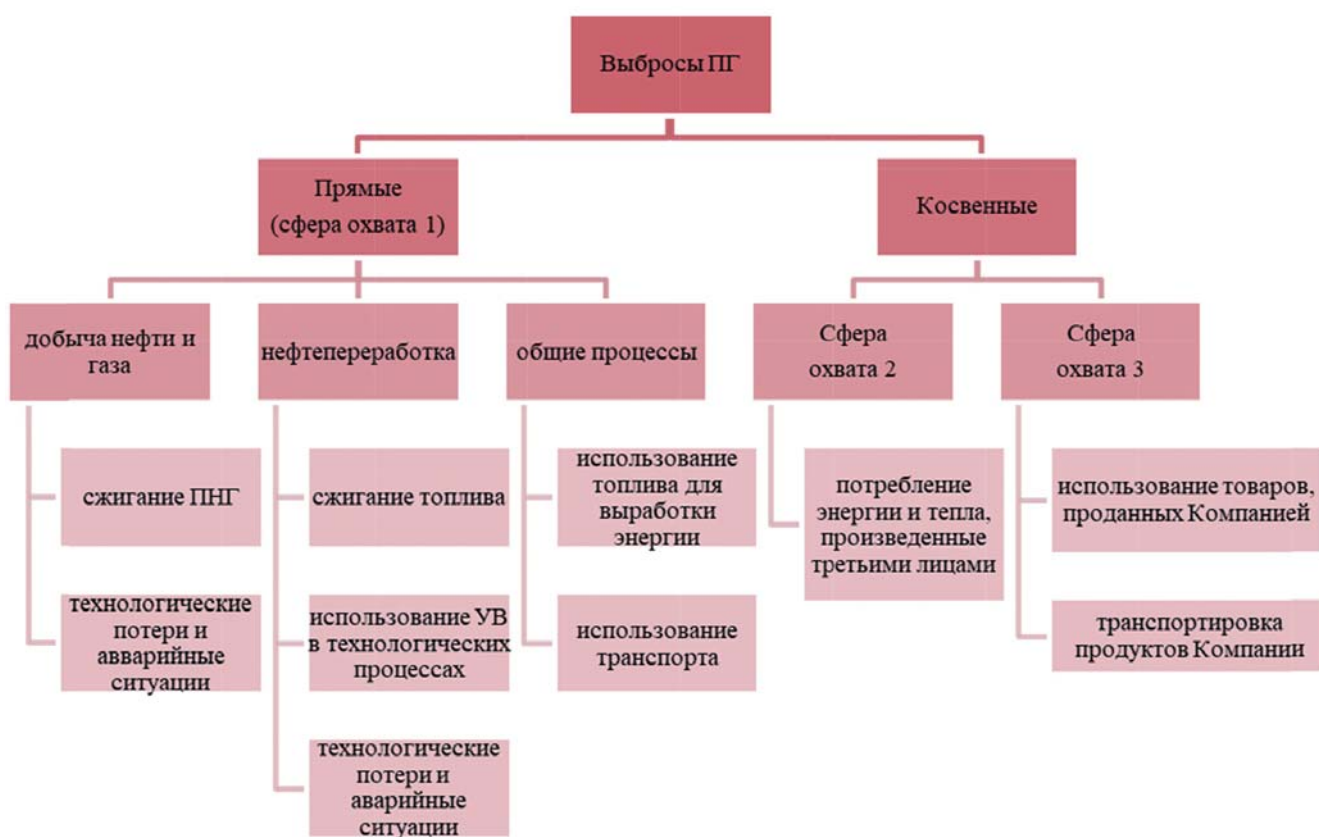 Выбросы ПГ
Прямые
(сфера охвата 1)
Косвенные
добыча нефти и
газа
нефтепереработка
общие процессы
Сфера
охвата 2
Сфера
охвата 3
сжигание ПНГ
технологические
потери и
авварийные
ситуации
сжигание топлива
использование УВ
в технологических
процессах
технологические
потери и
аварийные
ситуации
использование
топлива для
выработки
энергии
использование
транспорта
потребление
энергии и тепла,
произведенные
третьими лицами
использование товаров,
проданных Компанией
транспортировка
продуктов Компании